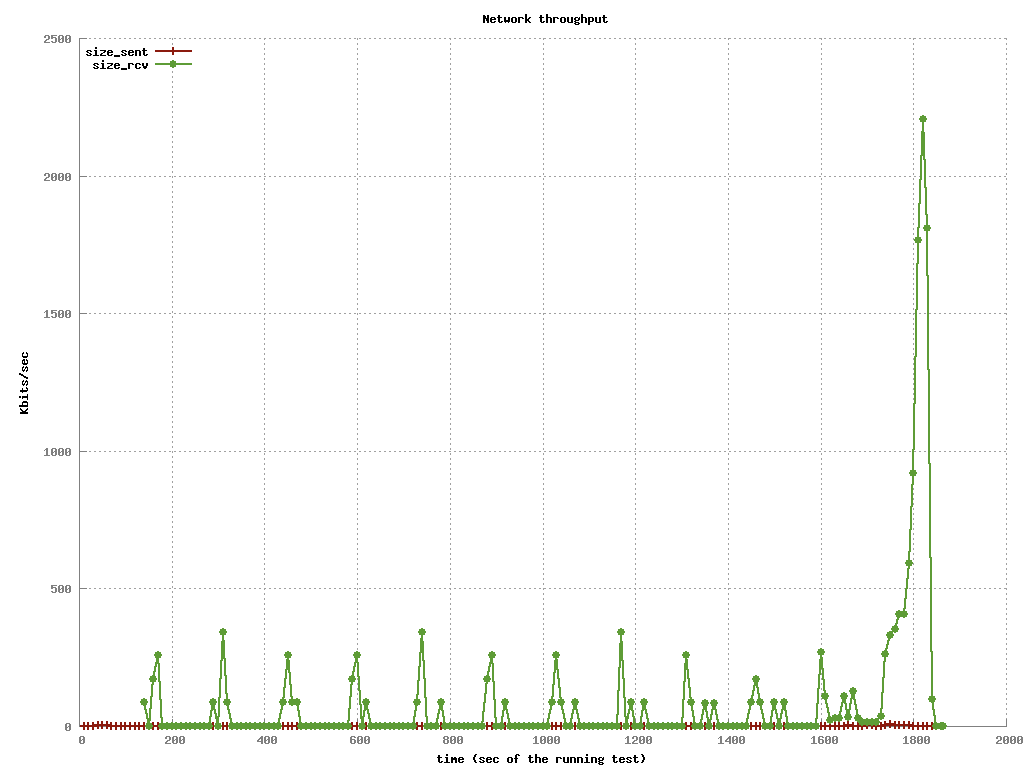 Network throughput
size_sent
size_rcv
2500
2000
1500
1000
500
0
Kbits/sec
0 200 400 600 800 1000 1200 1400 1600 1800 2000
time (sec of the running test)